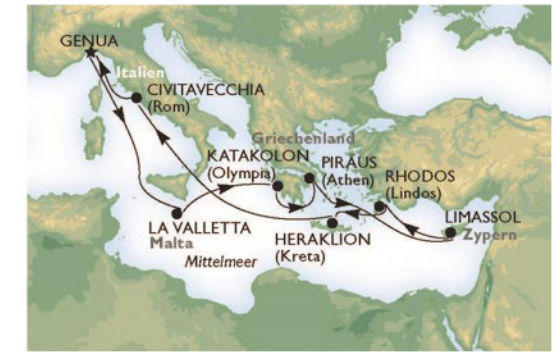 GENUA
Italien
CIVITAVECCHIA
(Rom)
Griechenland
KATAKOLON
(Olympia)
PIRÄUS
(Athen)
RHODOS
(Lindos)
LA VALLETTA
Malta
Mittelmeer
HERAKLION
(Kreta)
LIMASSOL
Zypern